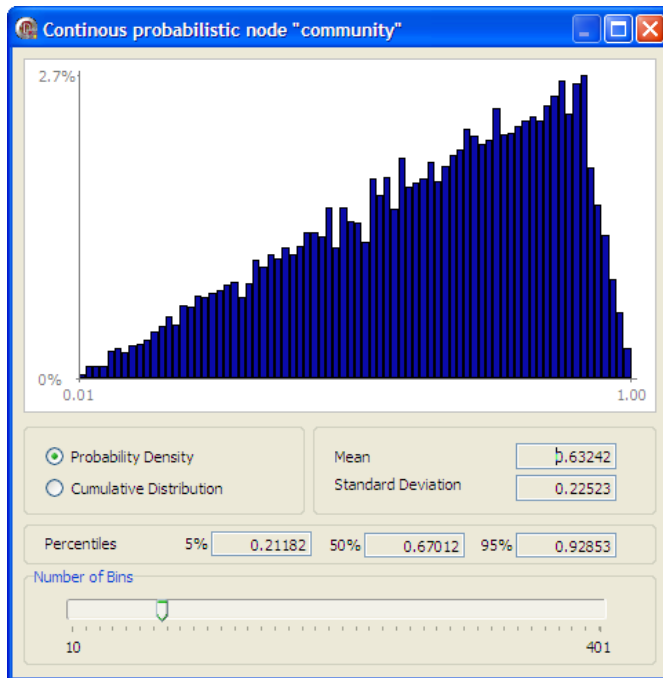 Continous probabilistic node "community"
2.7%
0%
0.01 1.00
Probability Density
Cumulative Distribution
Mean 0.63242
Standard Deviation 0.22523
Percentiles 5% 0.21182 50% 0.67012 95% 0.92853
Number of Bins
10 401